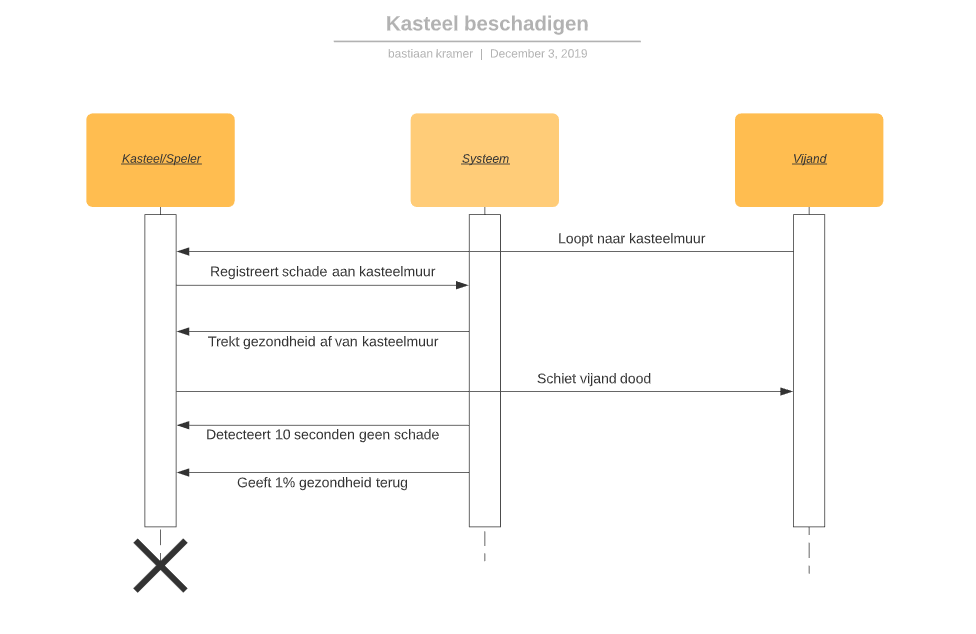 Kasteel beschadigen
bastiaan kramer | December 3, 2019
Kasteel/Speler
Systeem
Vijand
Loopt naar kasteelmuur
Registreert schade aan kasteelmuur
Trekt gezondheid af van kasteelmuur
Schiet vijand dood
Detecteert 10 seconden geen schade
Geeft 1% gezondheid terug